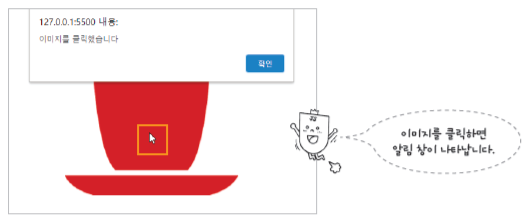 127.0.0.1:5500 내용:
이미지를 클릭했습니다
확인
이미지를 클릭하면
알림 창이 나타납니다.